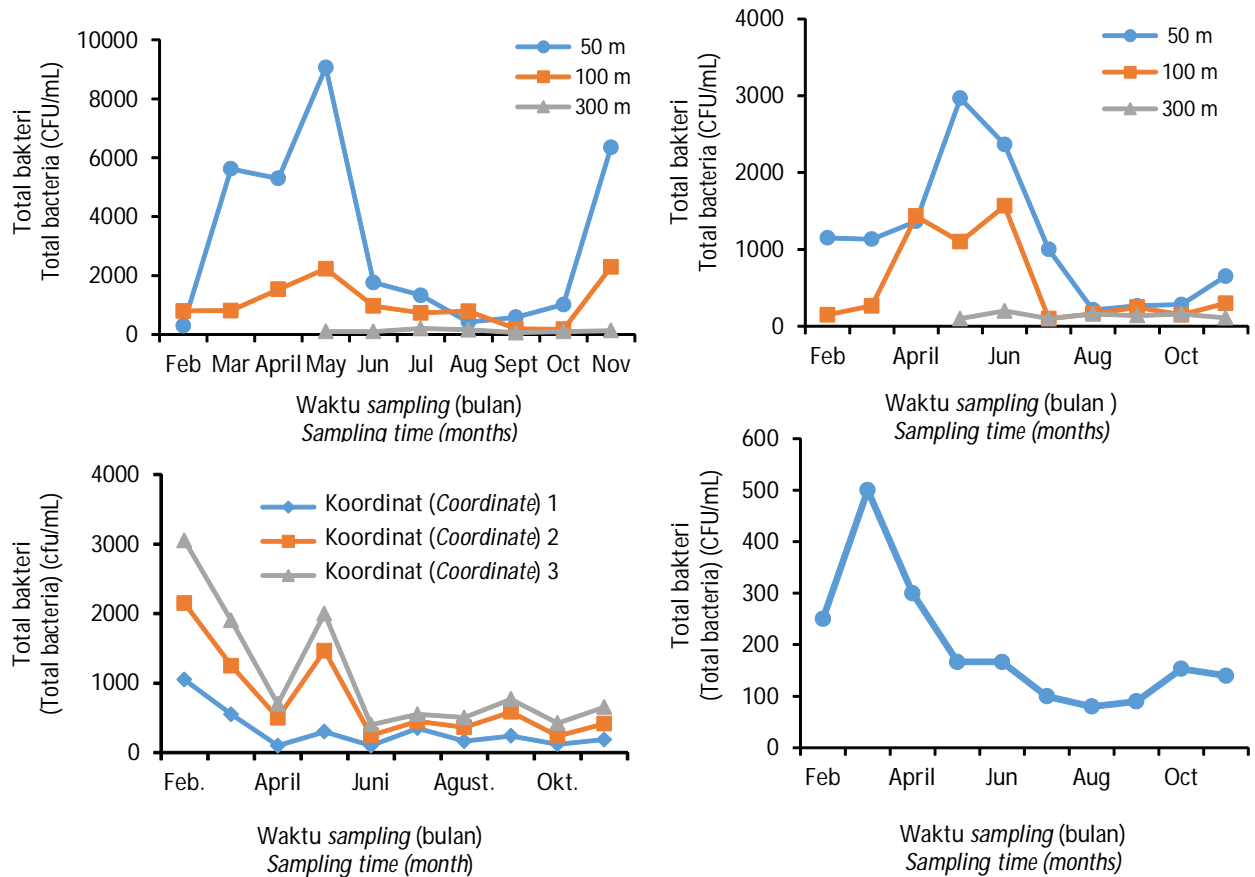 Total bakteri
Total bacteria (CFU/mL)
10000
8000
6000
4000
2000
0
50 m
100 m
300 m
Feb Mar April May Jun Jul Aug Sept Oct Nov
Waktu sampling (bulan)
Sampling time (months)
Total bakteri
Total bacteria (CFU/mL)
4000
3000
2000
1000
0
50 m
100 m
300 m
April Jun Aug Oct
Feb
Waktu sampling (bulan )
Sampling time (months)
Total bakteri
(Total bacteria) (cfu/mL)
4000
3000
2000
1000
0
Koordinat (Coordinate) 1
Koordinat (Coordinate) 2
Koordinat (Coordinate) 3
Feb. April Juni Agust. Okt.
Waktu sampling (bulan)
Sampling time (month)
Total bakteri
(Total bacteria) (CFU/mL)
600
500
400
300
200
100
0
Feb April Jun Aug Oct
Waktu sampling (bulan)
Sampling time (months)